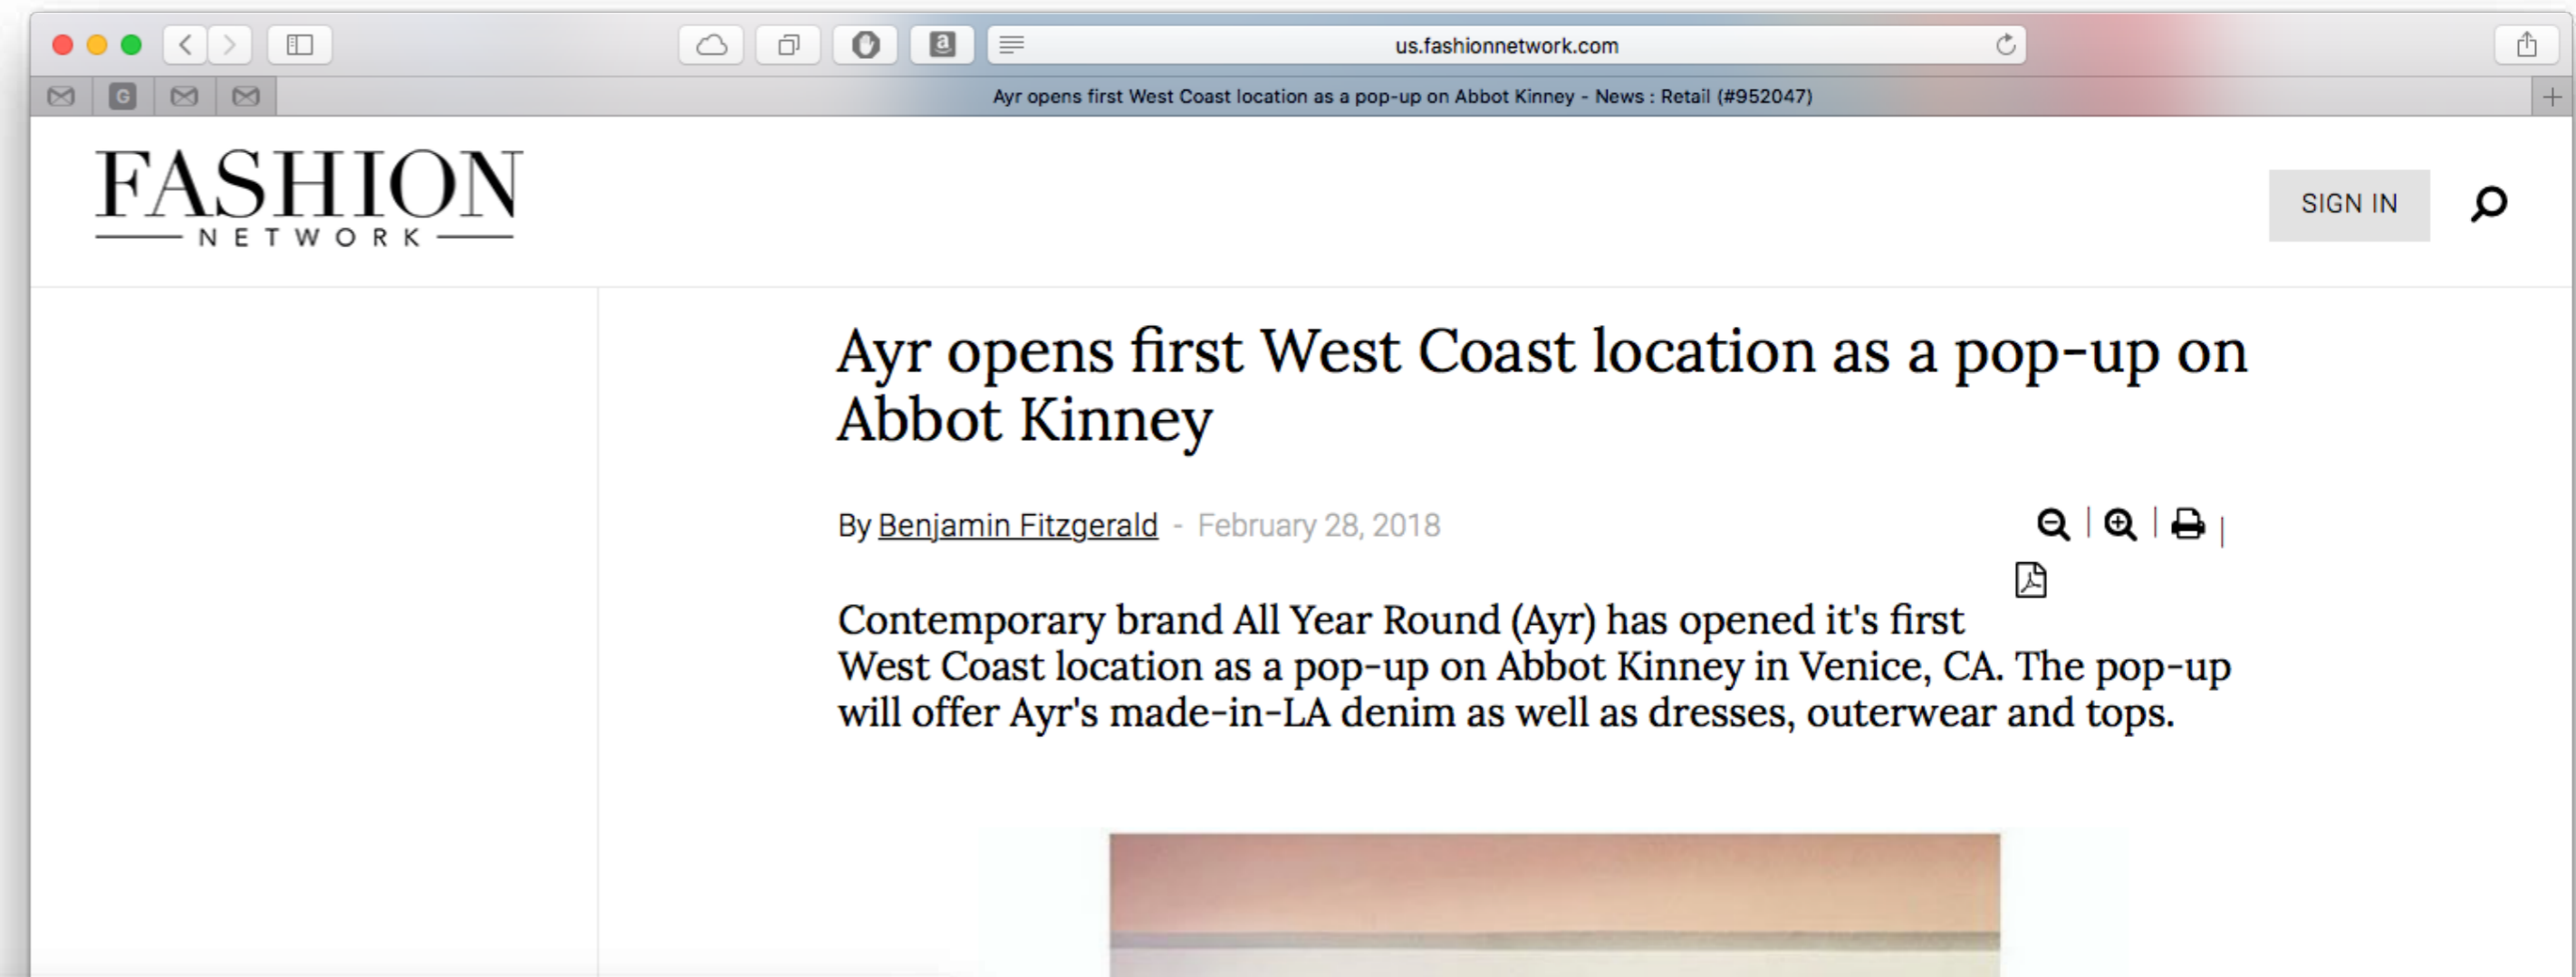 us.fashionnetwork.com
G
Ayr opens first West Coast location as a pop-up on Abbot Kinney - News : Retail (#952047)
FASHION
NETWORK
SIGN IN
Ayr opens first West Coast location as a pop-up on
Abbot Kinney
By Benjamin Fitzgerald - February 28, 2018
Contemporary brand All Year Round (Ayr) has opened it's first
West Coast location as a pop-up on Abbot Kinney in Venice, CA. The pop-up
will offer Ayr's made-in-LA denim as well as dresses, outerwear and tops.